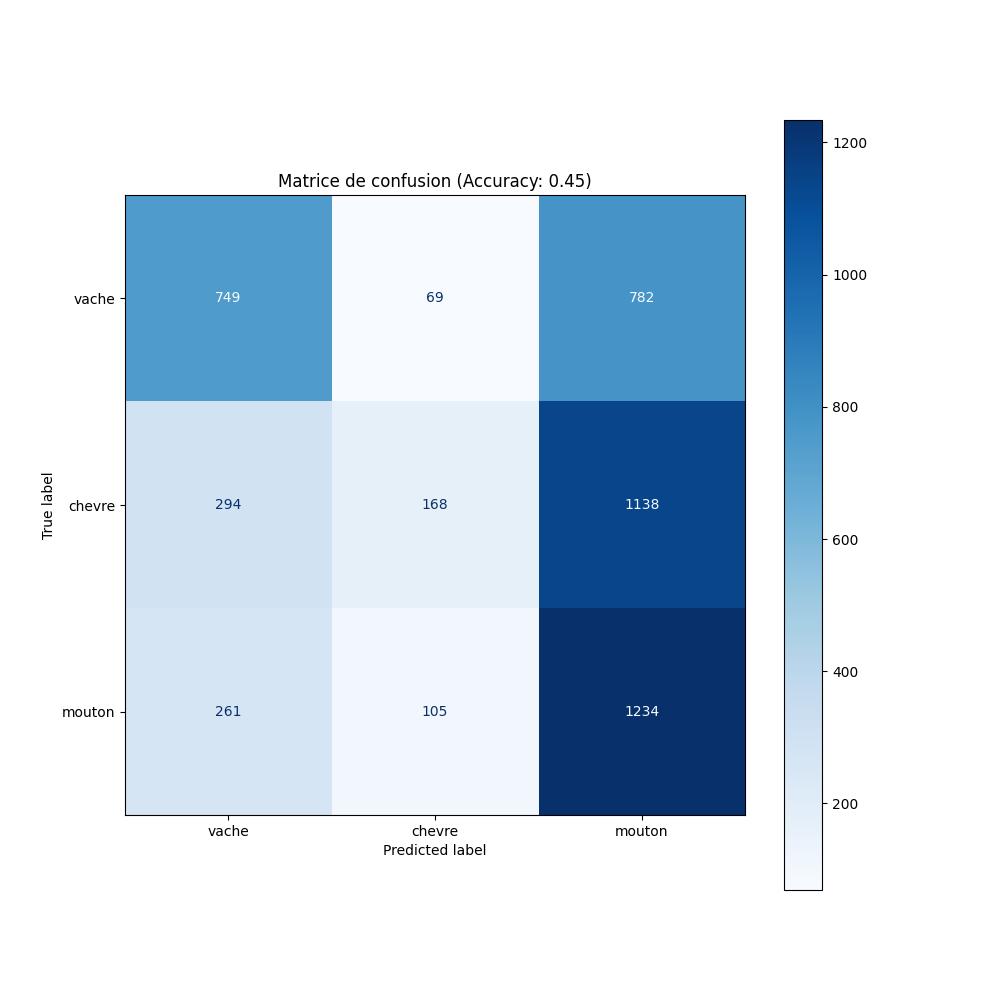 Matrice de confusion (Accuracy: 0.45)
True label
vache
749
69
782
chevre
294
168
1138
mouton
261
105
1234
vache
chevre
mouton
Predicted label
1200
1000
800
600
400
200